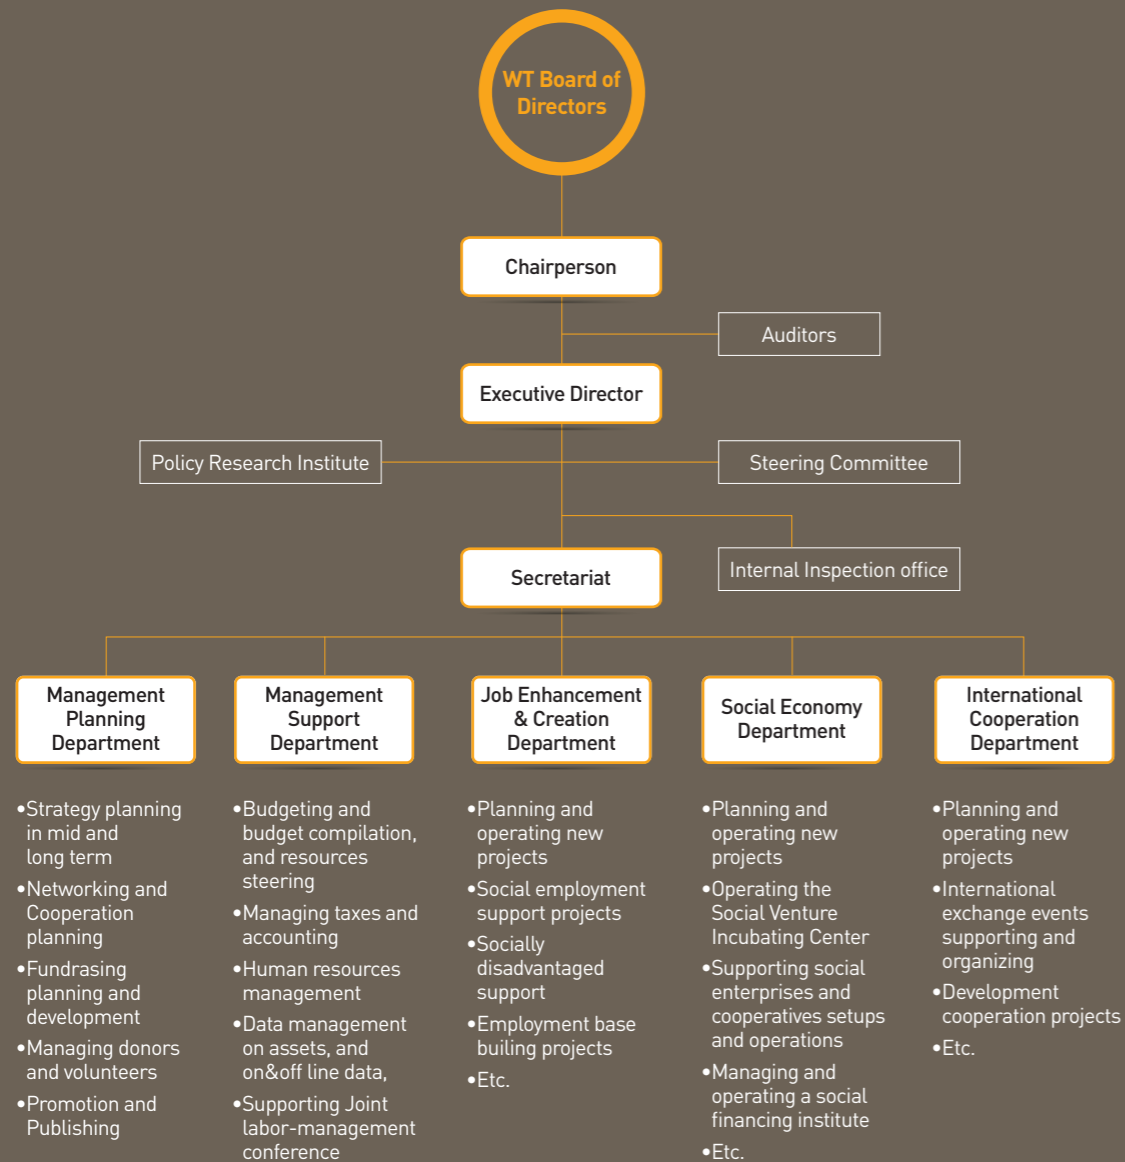 WT Board of
Directors
Chairperson
Auditors
Executive Director
Policy Research Institute
Steering Committee
Secretariat
Internal Inspection office
Management
Planning
Department
Management
Support
Department
Job Enhancement
& Creation
Department
Social Economy
Department
International
Cooperation
Department
•Strategy planning
in mid and
long term
•Networking and
Cooperation
planning
•Fundrasing
planning and
development
•Managing donors
and volunteers
•Promotion and
Publishing
•Budgeting and
budget compilation,
and resources
steering
•Managing taxes and
accounting
•Human resources
management
•Data management
on assets, and
on&off line data,
•Supporting Joint
labor-management
conference
•Planning and
operating new
projects
•Social employment
support projects
•Socially
disadvantaged
support
•Employment base
builing projects
•Etc.
•Planning and
operating new
projects
•Operating the
Social Venture
Incubating Center
•Supporting social
enterprises and
cooperatives setups
and operations
•Managing and
operating a social
financing institute
•Etc.
•Planning and
operating new
projects
•International
exchange events
supporting and
organizing
•Development
cooperation projects
•Etc.